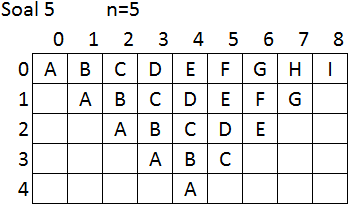 Soal 5 n=5
0 1 2 3 4 5 6 7 8
0 A B C D E F G H I
1 A B C D E F G
2 A B C D E
3 A B C
4 A